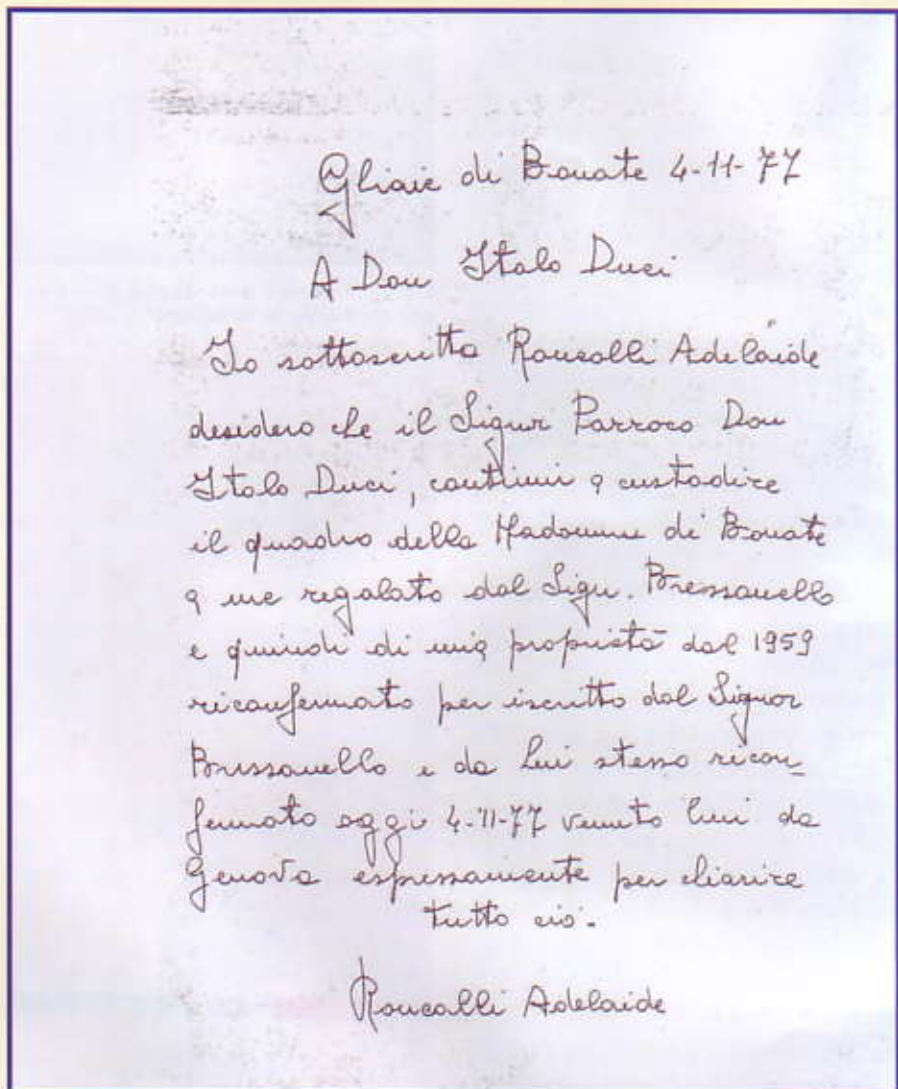 Ghiaie di Bonate 4-11-77
A Don Italo Duci
Io sottoscritta Roncalli Adelaide
desidero che il Signor Parroco Don
Italo Duci, continui a custodire
il quadro della Madonna di Bonate
a me regalato dal Sign. Bressanello
e quindi di mia proprietà dal 1959
riconfermato per iscritto dal Signor
Bressanello e da lui stesso ricon-
fermato oggi 4-11-77 venuto lui da
Genova espressamente per chiarire
tutto ciò.
Roncalli Adelaide